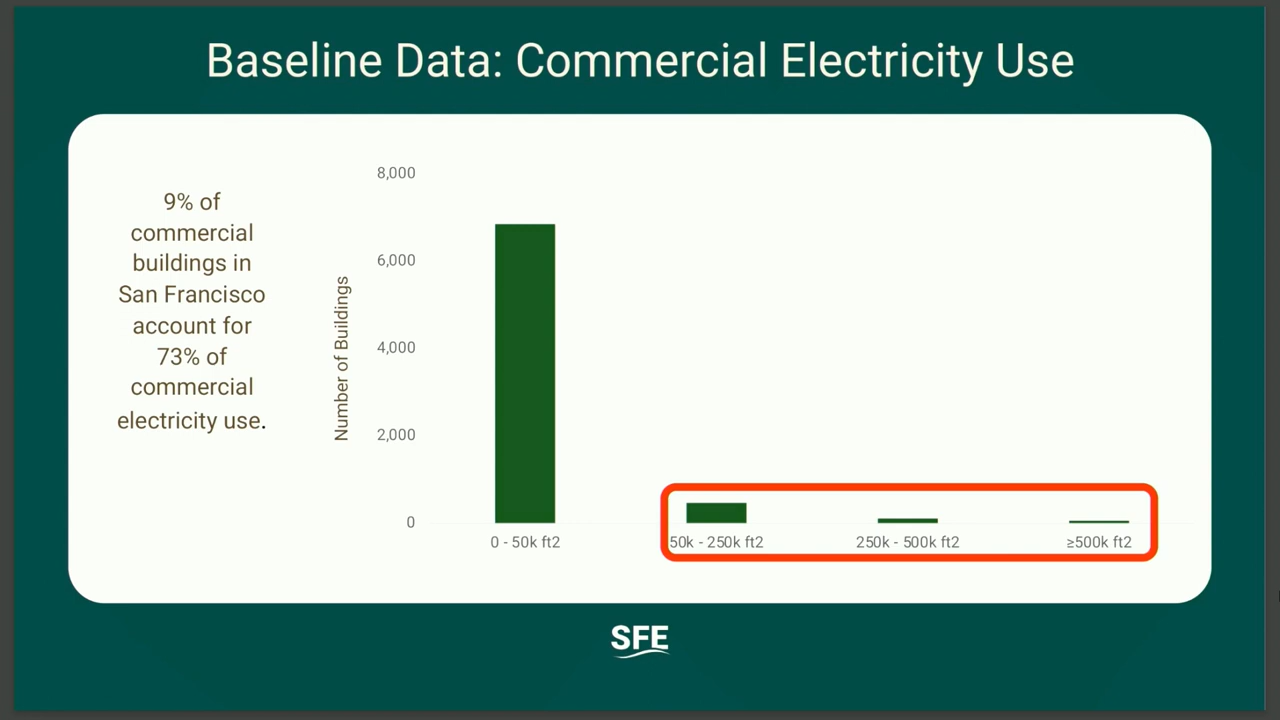 Baseline Data: Commercial Electricity Use
9% of
commercial
buildings in
San Francisco
account for
73% of
commercial
electricity use.
Number of Buildings
8,000
6,000
4,000
2,000
0
0 - 50k ft2
50k - 250k ft2
250k - 500k ft2
≥500k ft2
SFE